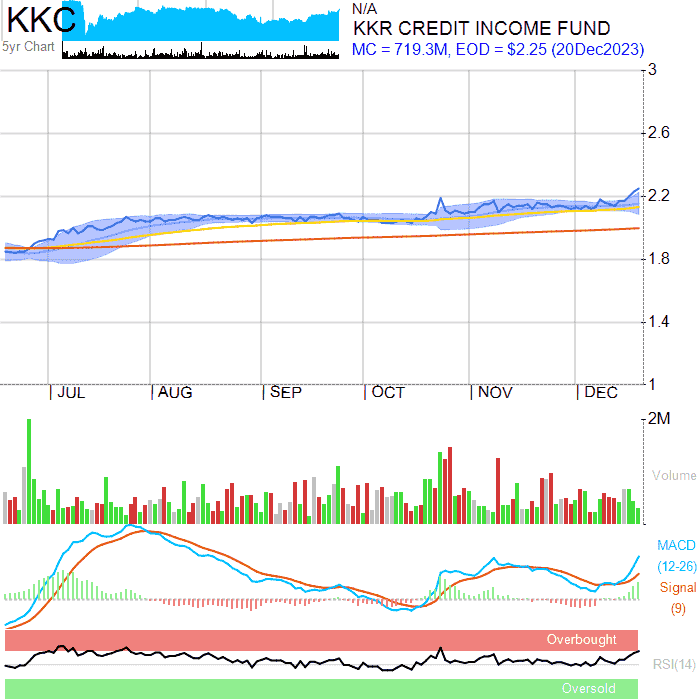 KKC
5yr Chart
N/A
KKR CREDIT INCOME FUND
MC = 719.3M, EOD = $2.25 (20Dec2023)
3
2.6
2.2
1.8
1.4
1
JUL AUG SEP OCT NOV DEC
2M
Volume
MACD
(12-26)
Signal
(9)
Overbought
RSI(14)
Oversold